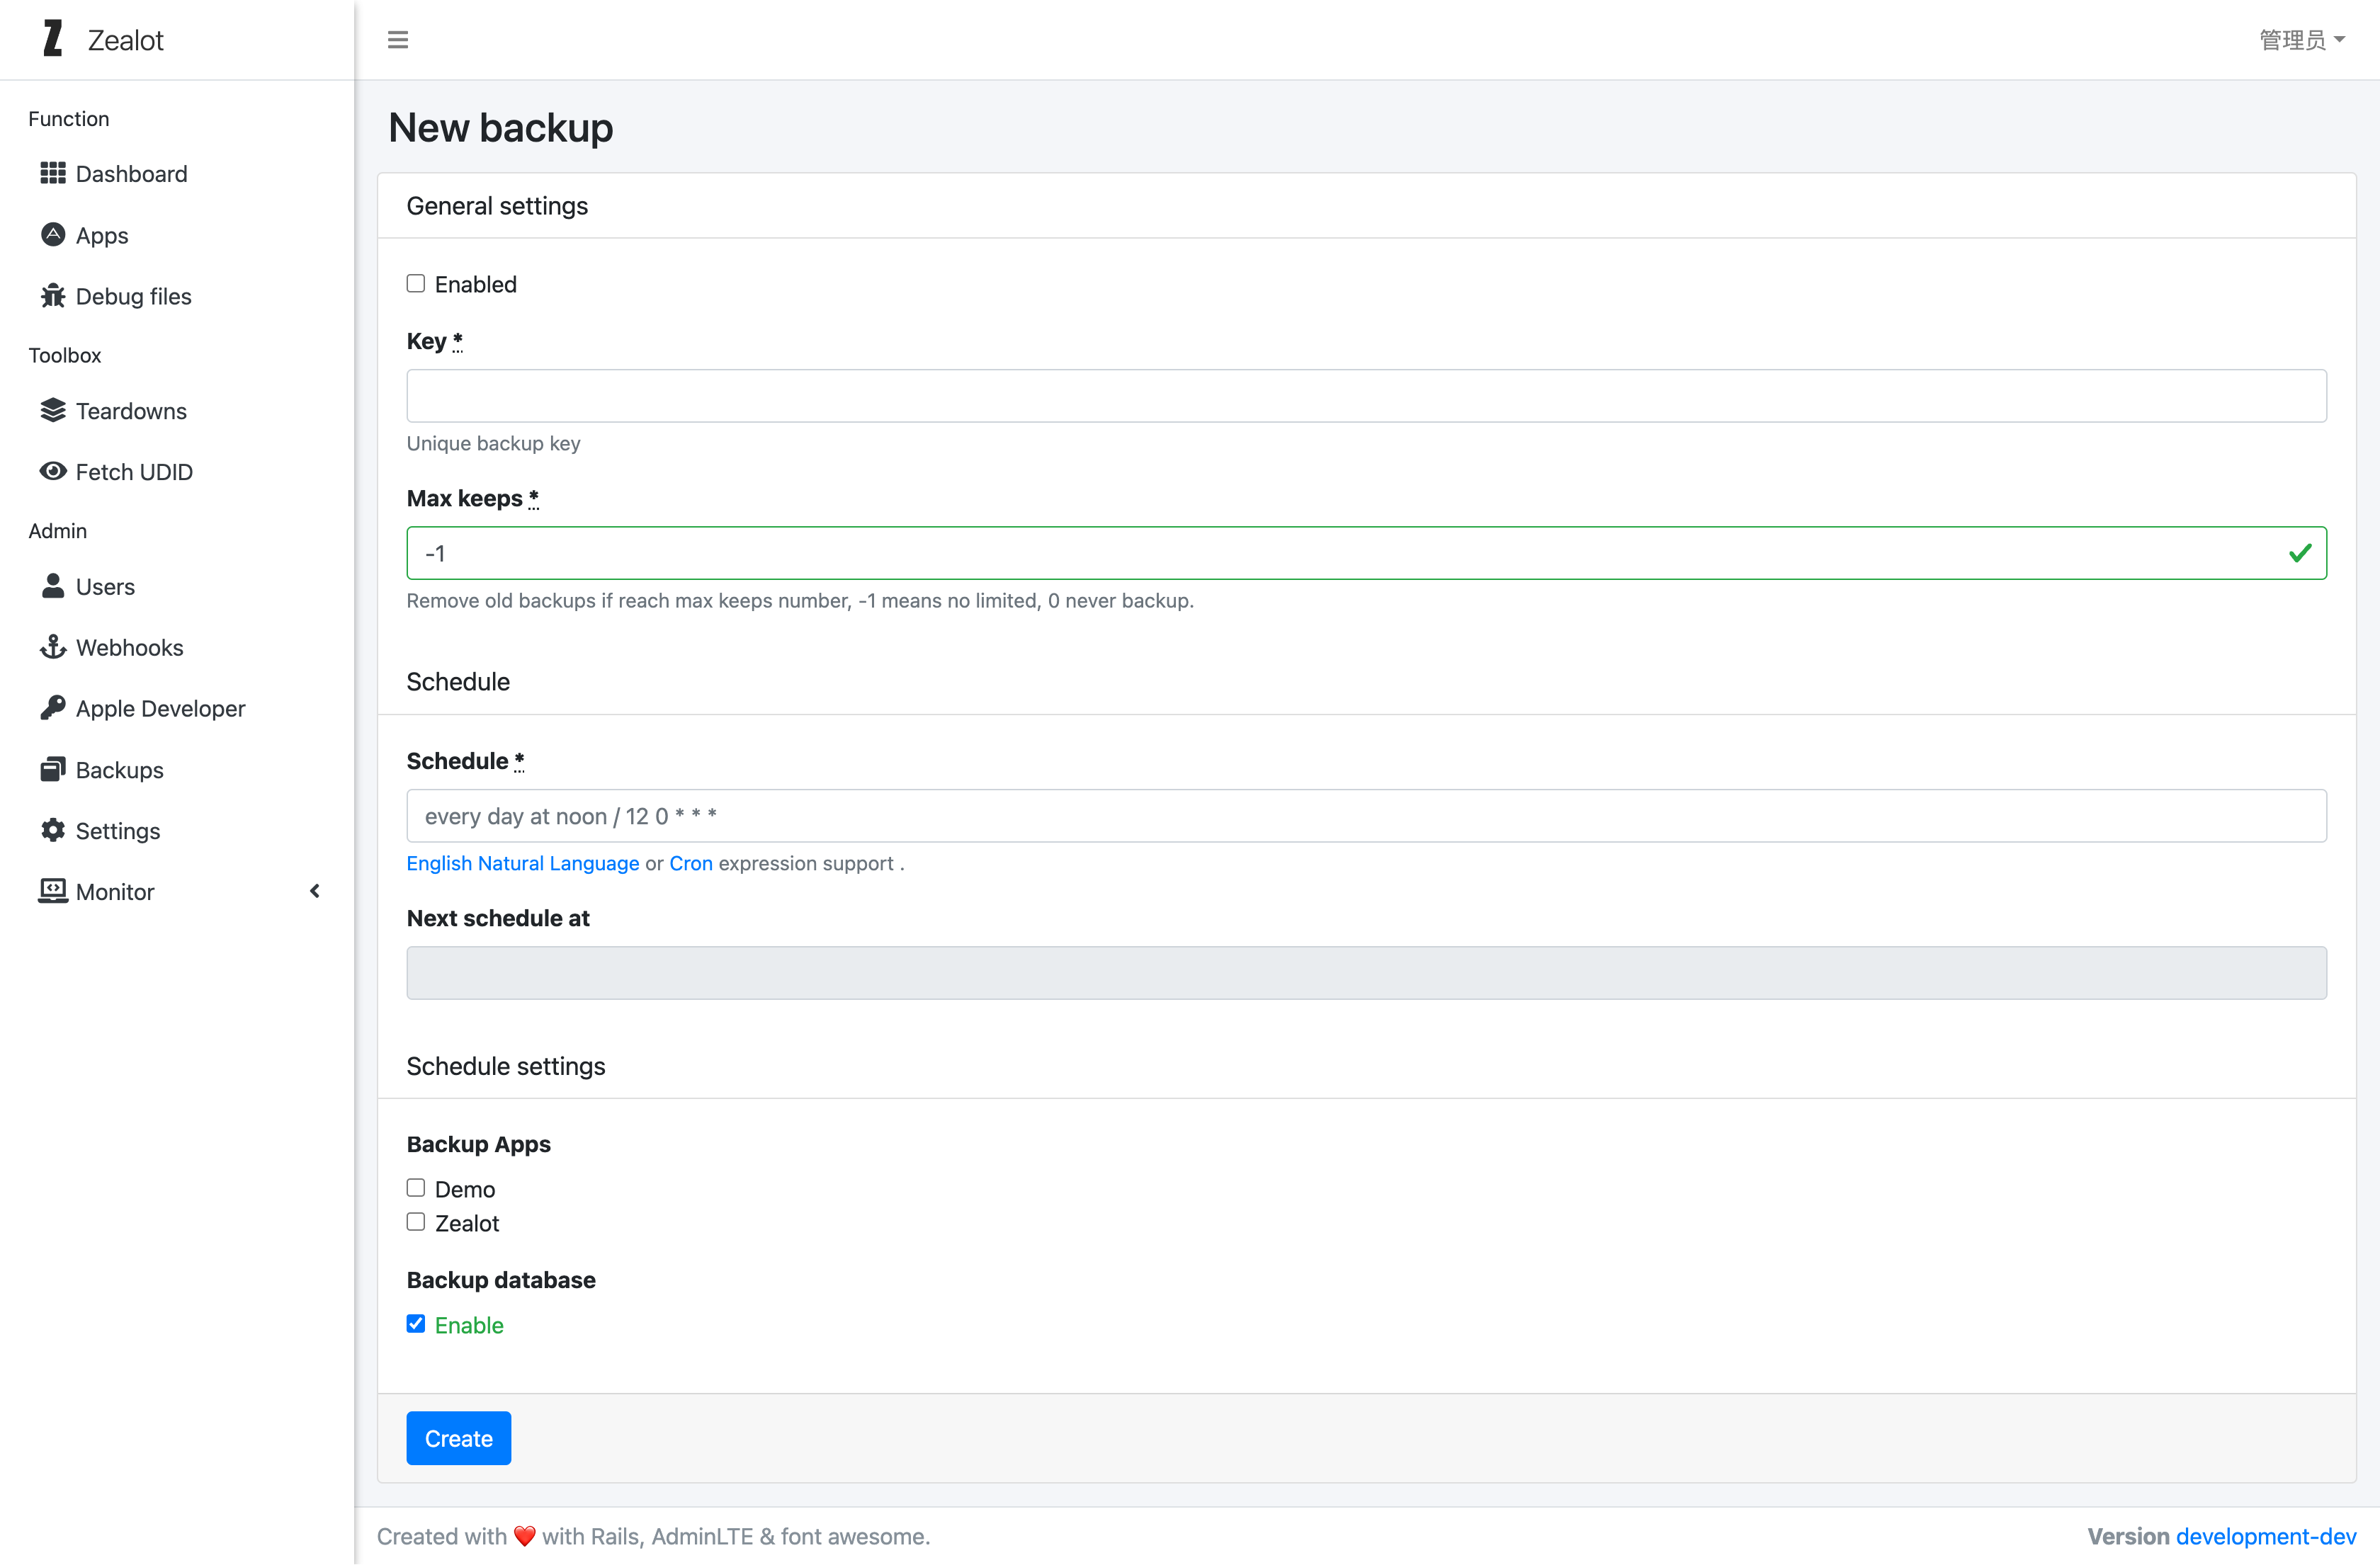 Zealot
管理员
Function
Dashboard
Apps
Debug files
Toolbox
Teardowns
Fetch UDID
Admin
Users
Webhooks
Apple Developer
Backups
Settings
Monitor
New backup
General settings
Enabled
Key *
Unique backup key
Max keeps *
-1
Remove old backups if reach max keeps number, -1 means no limited, 0 never backup.
Schedule
Schedule *
every day at noon / 12 0 * * *
English Natural Language or Cron expression support .
Next schedule at
Schedule settings
Backup Apps
Demo
Zealot
Backup database
Enable
Create
Created with ❤️ with Rails, AdminLTE & font awesome.
Version development-dev